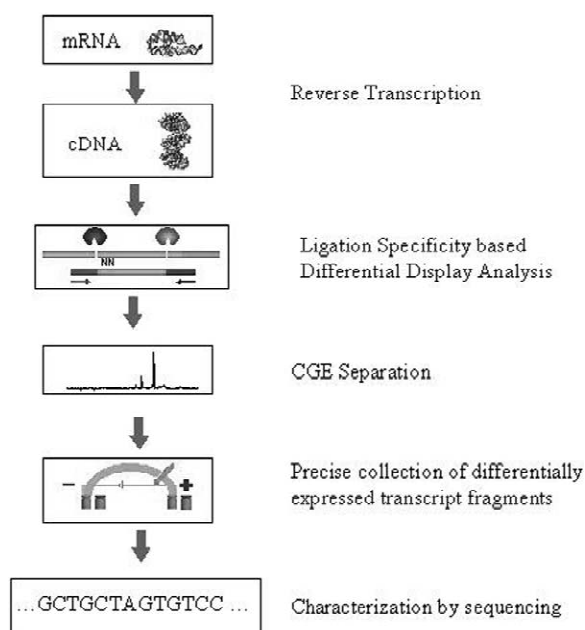 mRNA
Reverse Transcription
cDNA
NN
Ligation Specificity based
Differential Display Analysis
CGE Separation
Precise collection of differentially
expressed transcript fragments
− +
...GCTGCTAGTGTCC ...
Characterization by sequencing